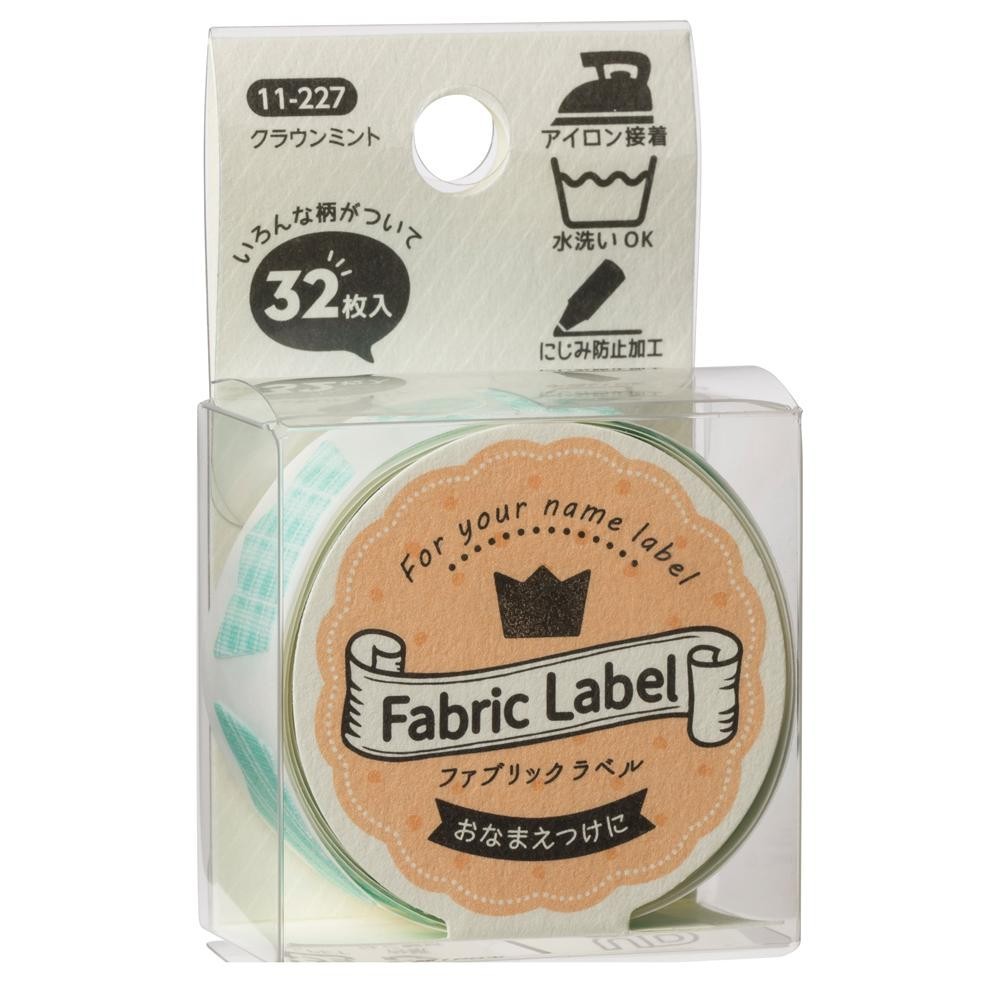 11-227
クラウンミント
アイロン接着
水洗いOK
いろんな柄がついて
32枚入
にじみ防止加工
For your name label
Fabric Label
ファブリックラベル
おなまえつけに